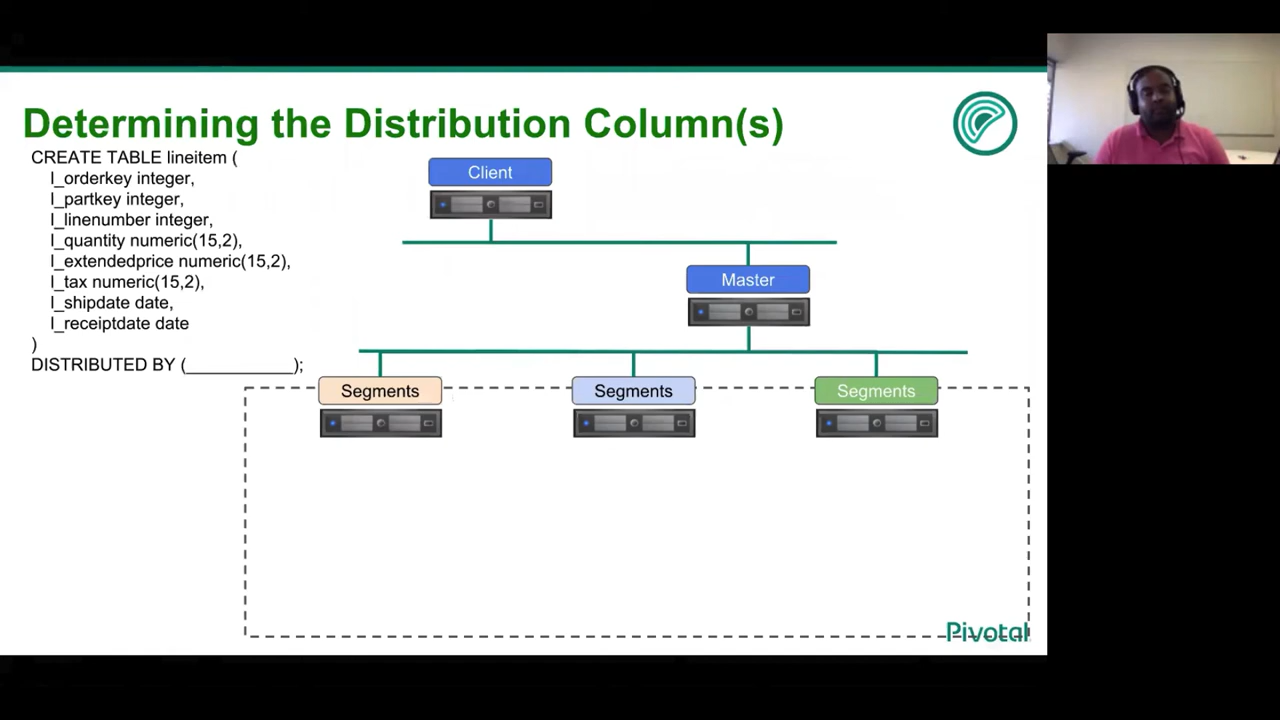 Determining the Distribution Column(s)
CREATE TABLE lineitem (
l_orderkey integer,
l_partkey integer,
l_linenumber integer,
l_quantity numeric(15,2),
l_extendedprice numeric(15,2),
l_tax numeric(15,2),
l_shipdate date,
l_receiptdate date
)
DISTRIBUTED BY (___________);
Client
Master
Segments
Segments
Segments
Pivotal